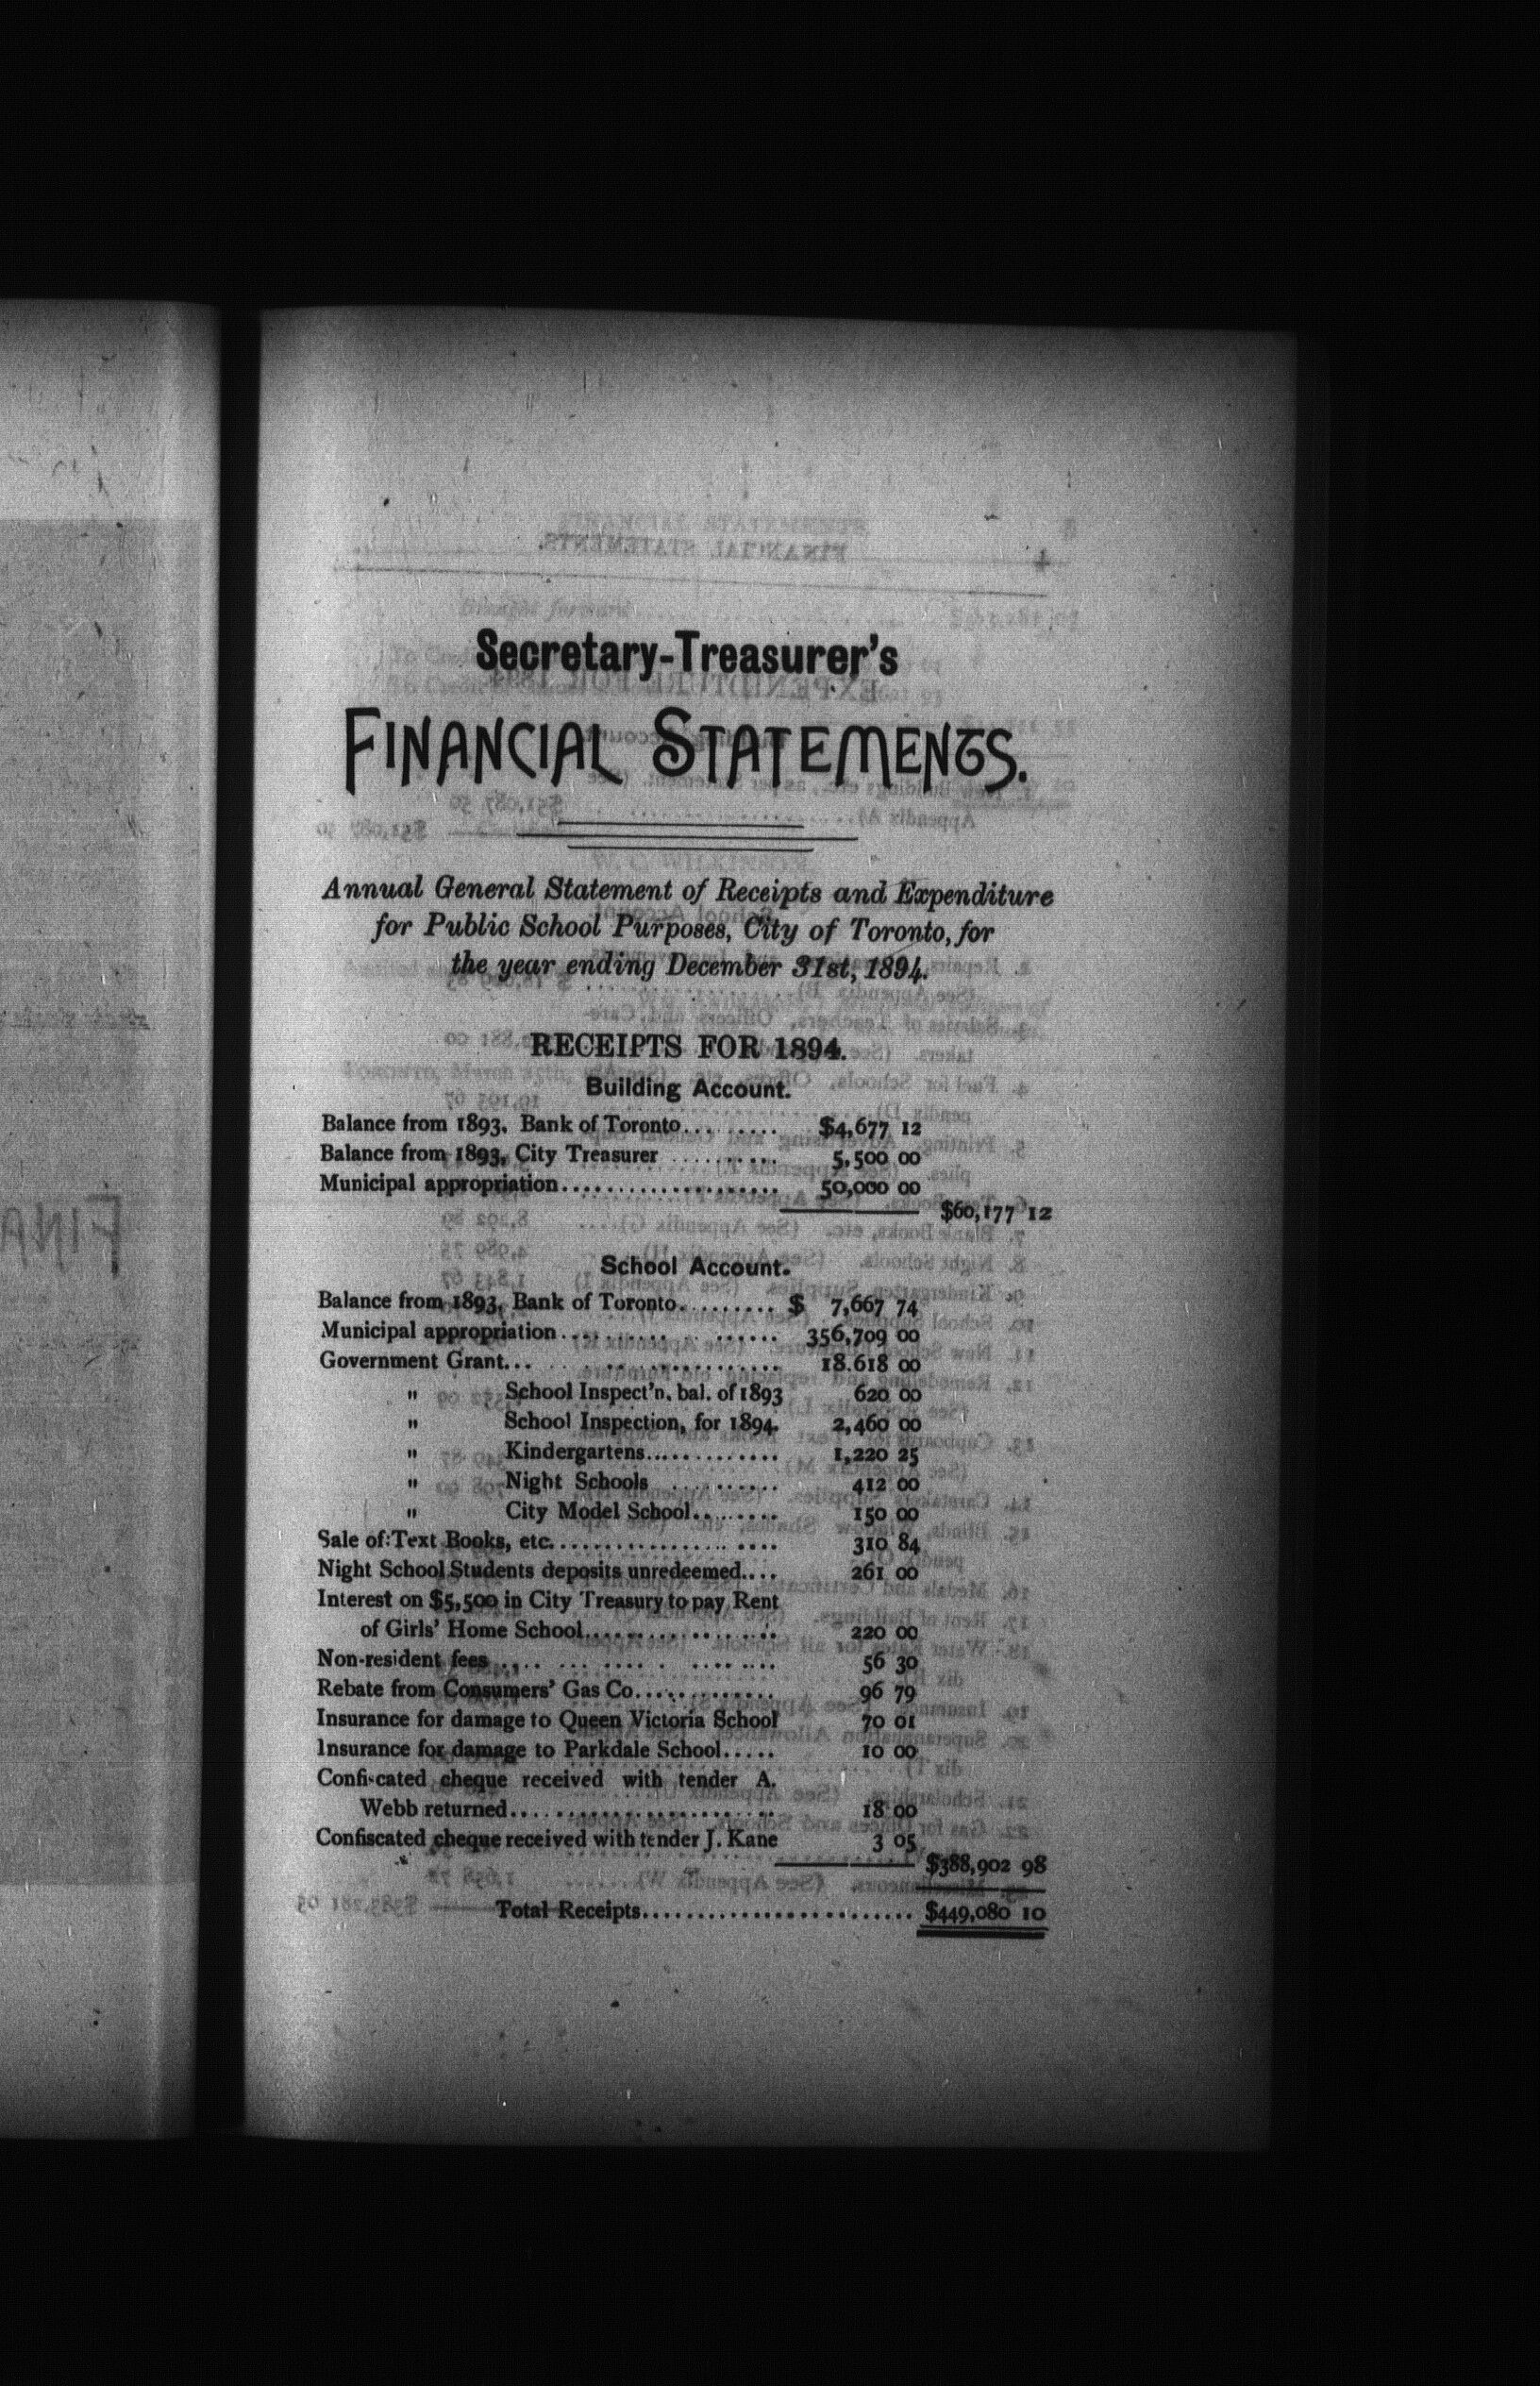 Secretary-Treasurer's
FINANCIAL STATEMENTS.
Annual General Statement of Receipts and Expenditure
for Public School Purposes, City of Toronto, for
the year ending December 31st, 1894.
RECEIPTS FOR 1894.
Building Account.
Balance from 1893, Bank of Toronto......... $4,677 12
Balance from 1893, City Treasurer .......... 5,500 00
Municipal appropriation.................... 50,000 00
$60,177 12
School Account.
Balance from 1893, Bank of Toronto......... $ 7,667 74
Municipal appropriation.......... ...... 356,709 00
Government Grant... .................. 18.618 00
" School Inspect'n, bal. of 1893 620 00
" School Inspection, for 1894. 2,460 00
" Kindergartens............ 1,220 25
" Night Schools .......... 412 00
" City Model School........ 150 00
Sale of Text Books, etc.................. .... 310 84
Night School Students deposits unredeemed.... 261 00
Interest on $5,500 in City Treasury to pay Rent
of Girls' Home School.................. 220 00
Non-resident fees .... ... .... . .... .... 56 30
Rebate from Consumers' Gas Co............. 96 79
Insurance for damage to Queen Victoria School 70 01
Insurance for damage to Parkdale School..... 10 00
Confiscated cheque received with tender A.
Webb returned........................ 18 00
Confiscated cheque received with tender J. Kane 3 05
$388,902 98
Total Receipts........................ $449,080 10